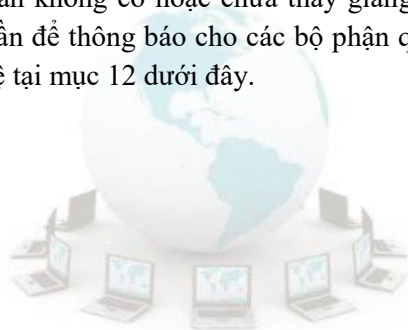 không có hoặc chưa thấy giảng
để thông báo cho các bộ phận q
tại mục 12 dưới đây.